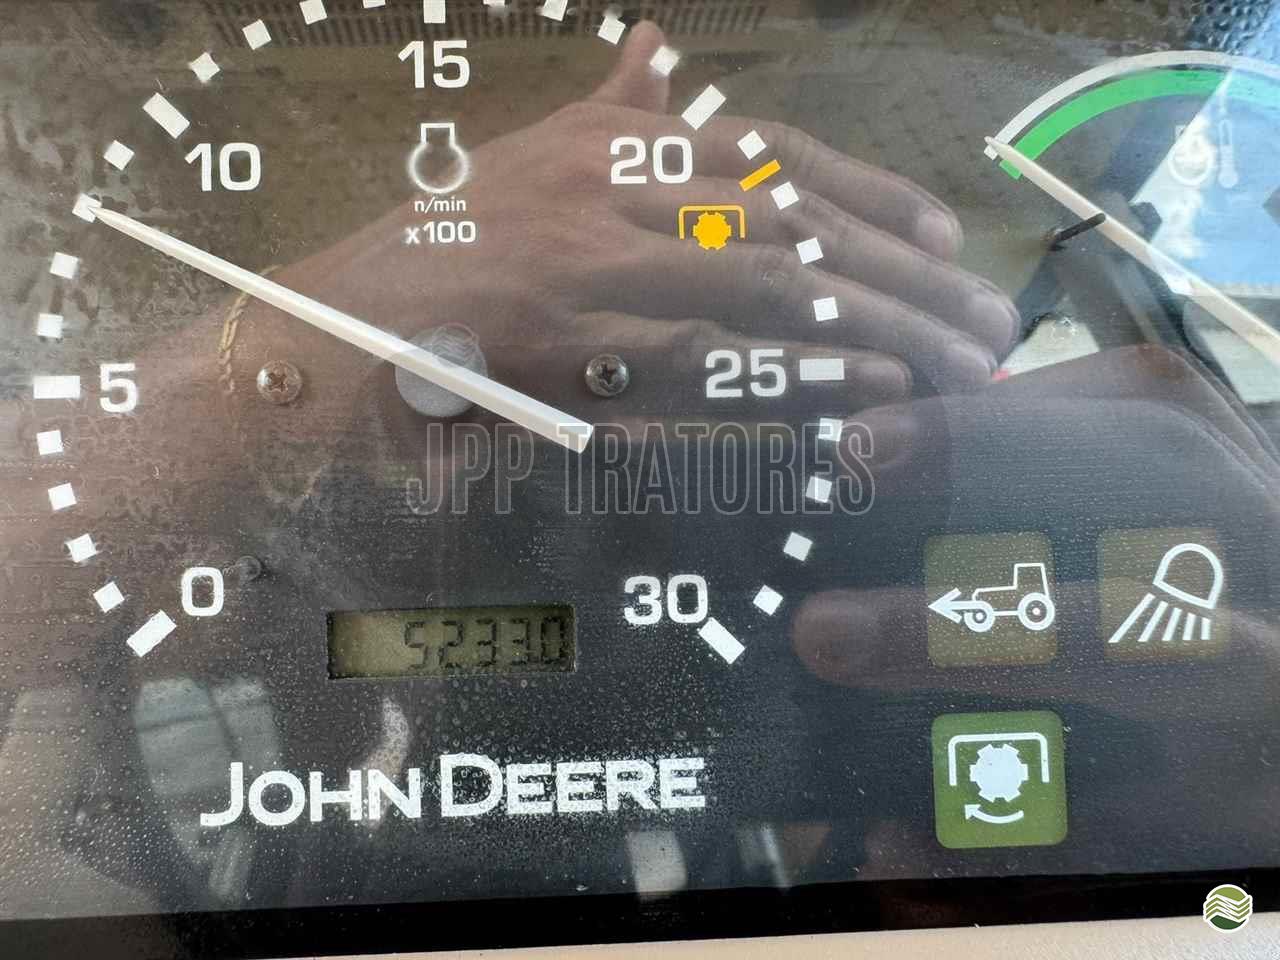 15
10
20
n/min
x100
5
25
JPP TRATORES
0
30
5233.0
JOHN DEERE